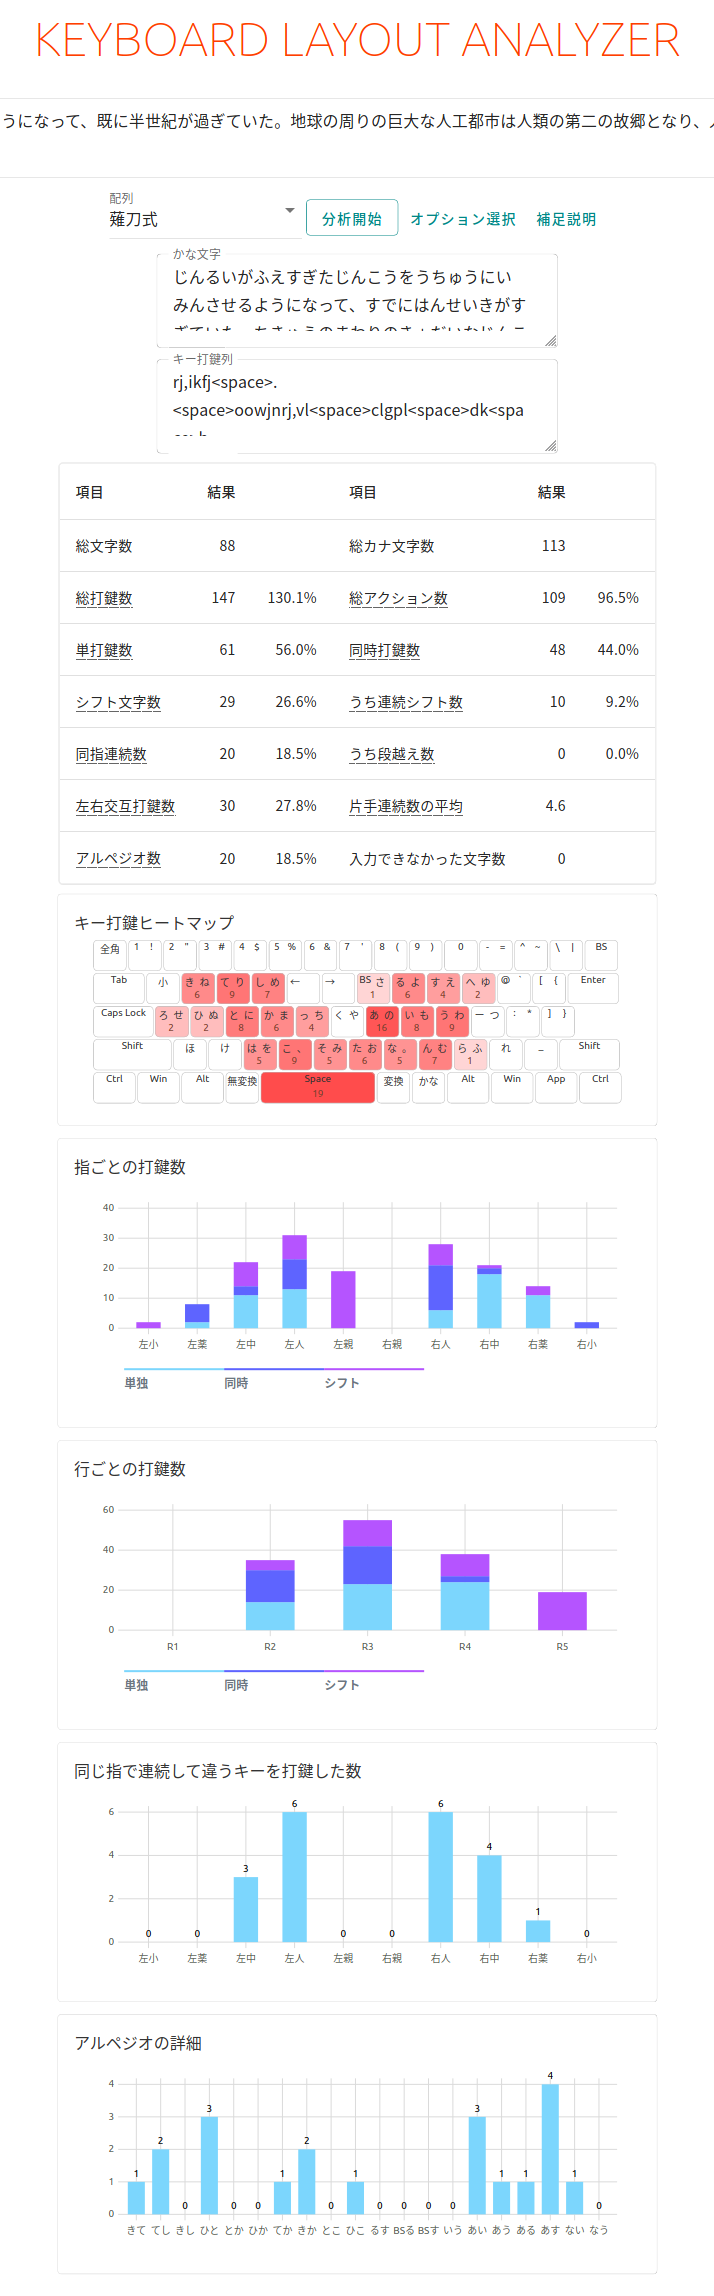 KEYBOARD LAYOUT ANALYZER
うになって、既に半世紀が過ぎていた。地球の周りの巨大な人工都市は人類の第二の故郷となり、
配列
薙刀式
分析開始 オプション選択 補足説明
かな文字
じんるいがふえすぎたじんこうをうちゅうにい
みんさせるようになって、すでにはんせいきがす
ぎていた。ちきゅうのまわりのきょだいなじんこ
キー打鍵列
rj,ikfj<space>.
<space>oowjnrj,vl<space>clgpl<space>dk<spa
項目 結果 項目 結果
総文字数 88 総カナ文字数 113
総打鍵数 147 130.1% 総アクション数 109 96.5%
単打鍵数 61 56.0% 同時打鍵数 48 44.0%
シフト文字数 29 26.6% うち連続シフト数 10 9.2%
同指連続数 20 18.5% うち段越え数 0 0.0%
左右交互打鍵数 30 27.8% 片手連続数の平均 4.6
アルペジオ数 20 18.5% 入力できなかった文字数 0
キー打鍵ヒートマップ
全角 1 ! 2 " 3 # 4 $ 5 % 6 & 7 ' 8 ( 9 ) 0 - = ^ ~ \ | BS
Tab 小 きね てり しめ ← → BS さ るよ すえ へゆ @ ` [ { Enter
6 9 7 1 6 4 2
Caps Lock ろせ ひぬ とに かま っち くや あの いも うわ ーつ : * ] }
2 2 8 6 4 16 8 9
Shift ほ け はを こ、 そみ たお な。 んむ らふ れ _ Shift
5 9 5 6 5 7 1
Ctrl Win Alt 無変換 Space 変換 かな Alt Win App Ctrl
19
指ごとの打鍵数
40
30
20
10
0
左小 左薬 左中 左人 左親 右親 右人 右中 右薬 右小
単独 同時 シフト
行ごとの打鍵数
60
40
20
0
R1 R2 R3 R4 R5
単独 同時 シフト
同じ指で連続して違うキーを打鍵した数
6
4
2
0
0 0 3 6 0 0 6 4 1 0
左小 左薬 左中 左人 左親 右親 右人 右中 右薬 右小
アルペジオの詳細
4
3
2
1
0
1 2 0 3 0 0 1 2 0 1 0 0 0 0 3 1 1 4 1 0
きて てし きし ひと とか ひか てか きか とこ ひこ るす BSる BSす いう あい あう ある あす ない なう